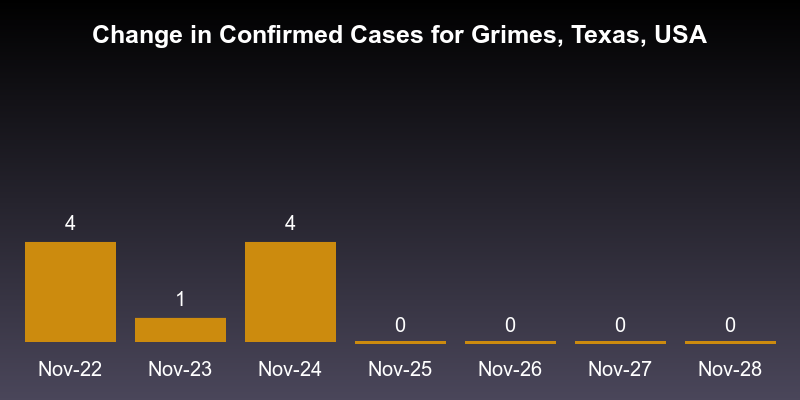 Change in Confirmed Cases for Grimes, Texas, USA
4
1
4
0
0
0
0
Nov-22
Nov-23
Nov-24
Nov-25
Nov-26
Nov-27
Nov-28